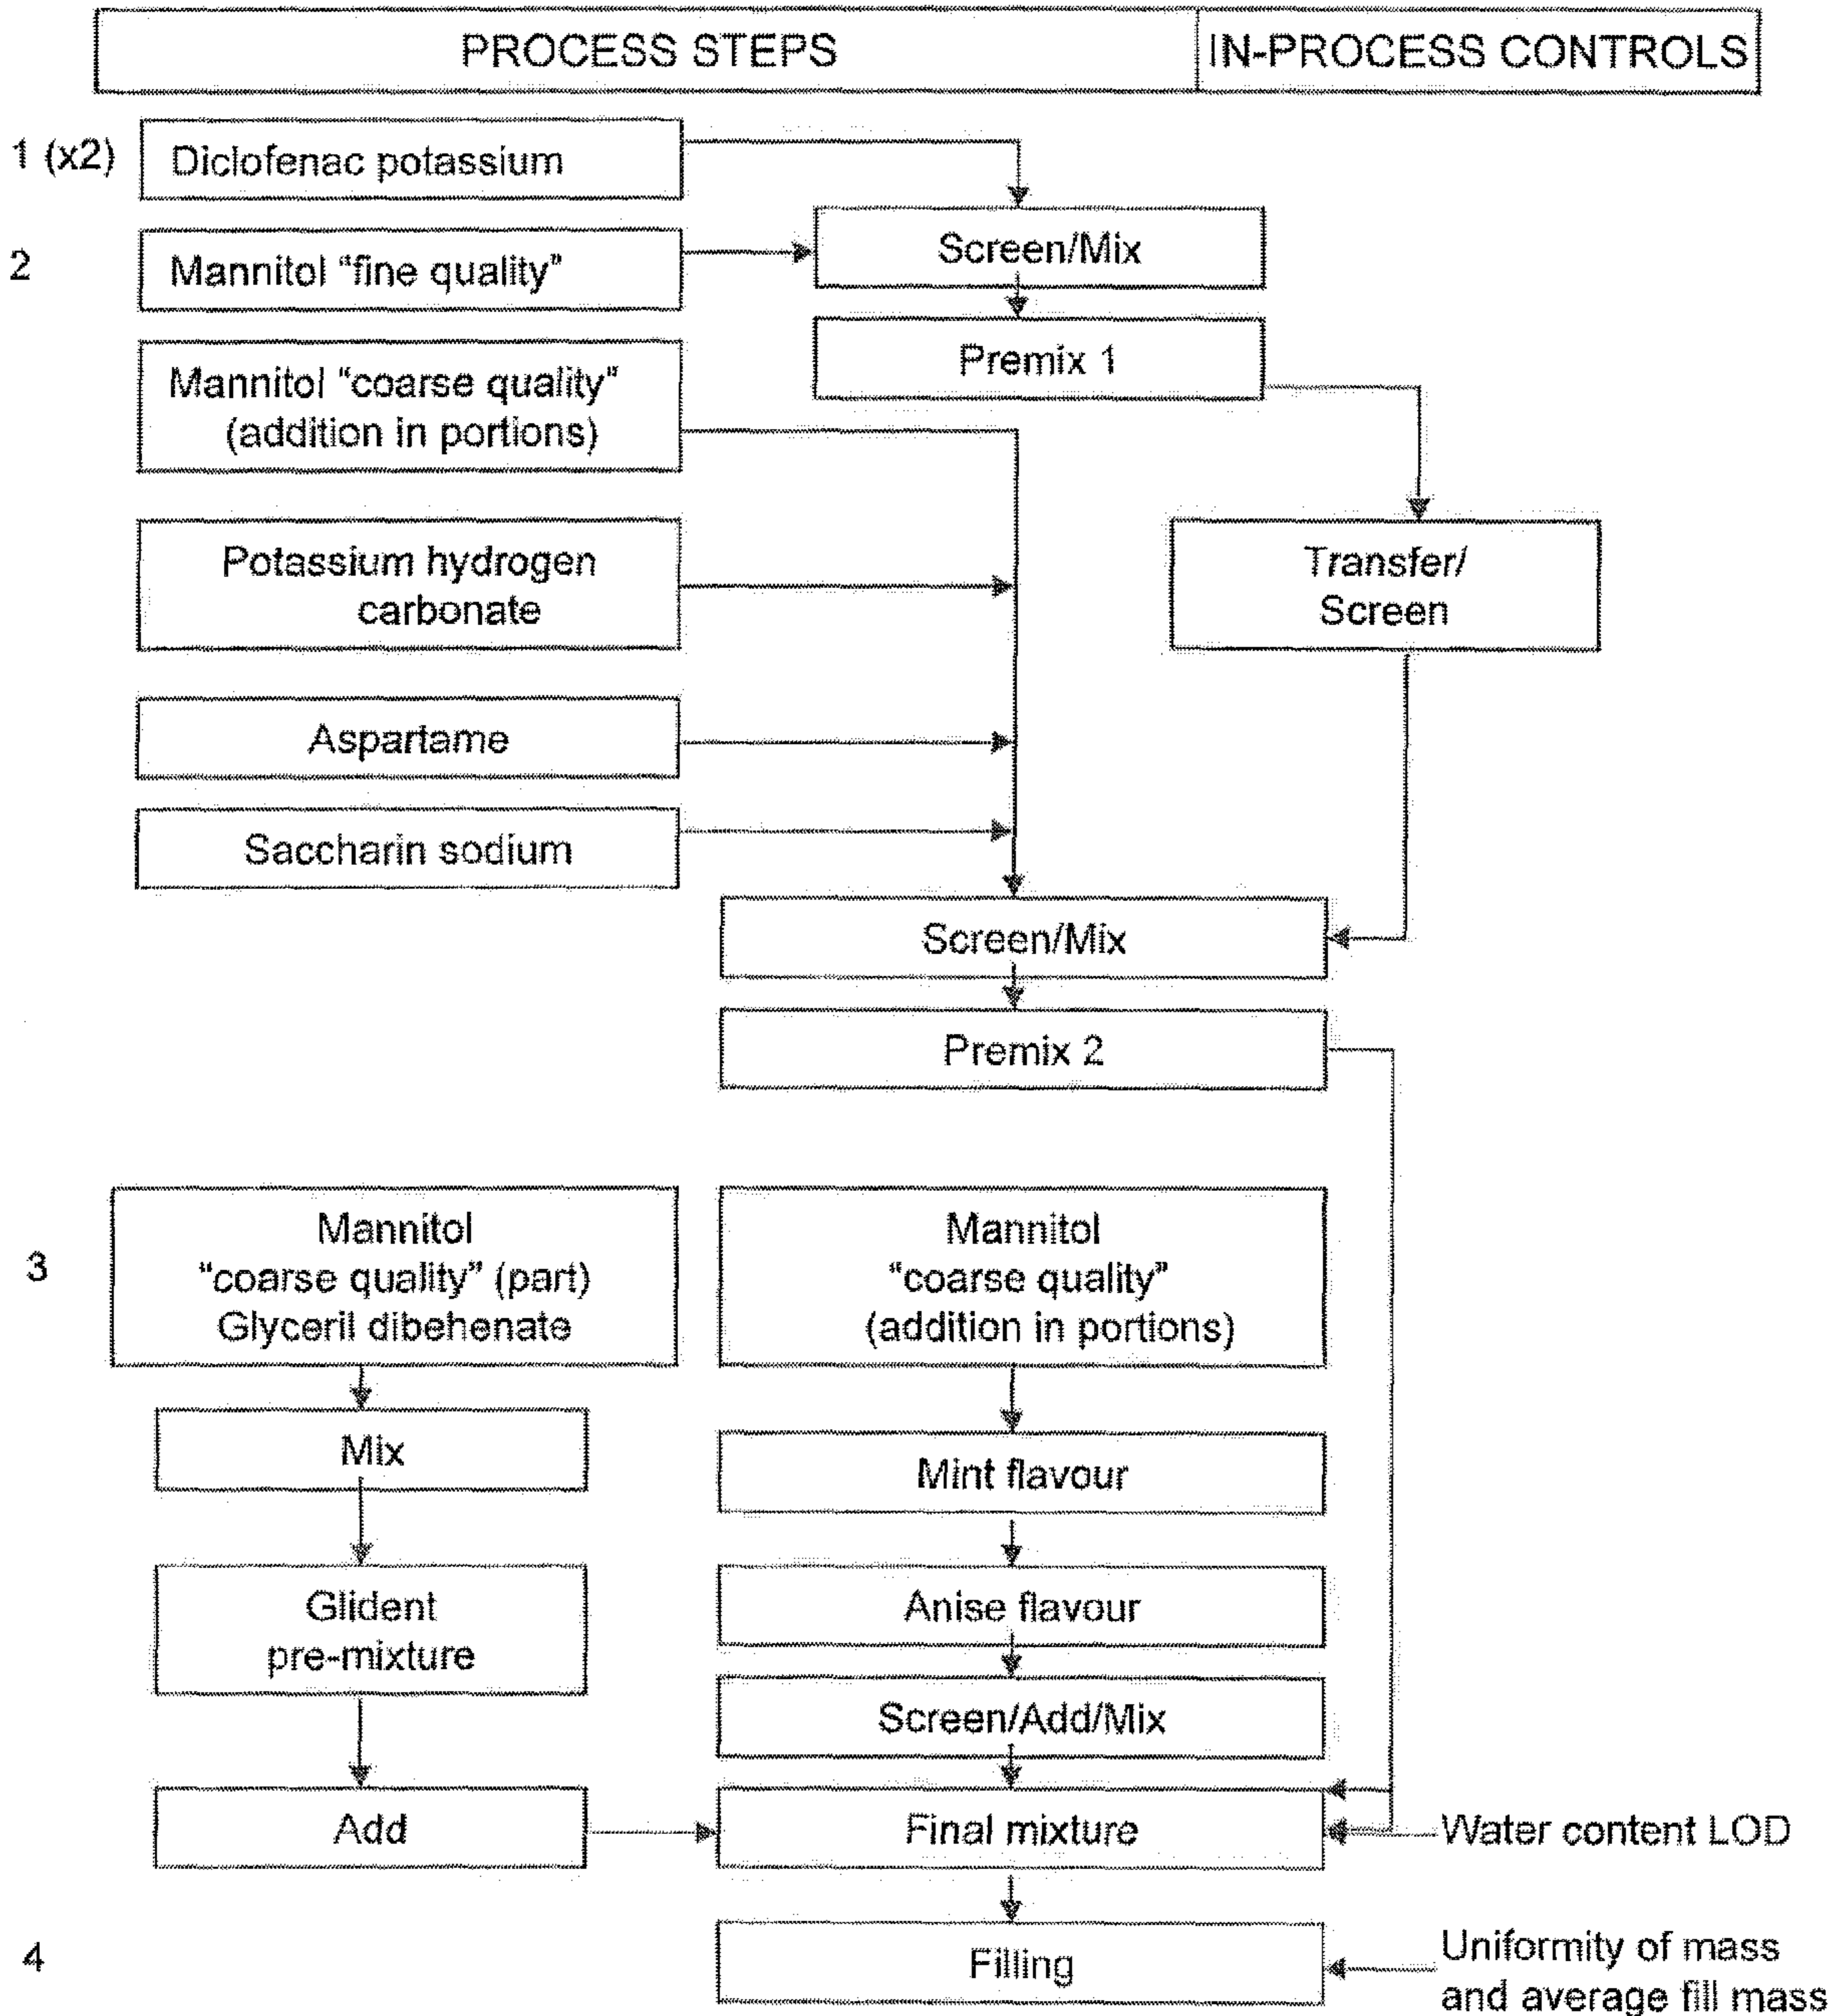 PROCESS STEPS
IN-PROCESS CONTROLS
1 (x2)
Diclofenac potassium
2
Mannitol "fine quality"
Screen/Mix
Premix 1
Mannitol "coarse quality"
(addition in portions)
Potassium hydrogen
carbonate
Transfer/
Screen
Aspartame
Saccharin sodium
Screen/Mix
Premix 2
3
Mannitol
"coarse quality" (part)
Glyceril dibehenate
Mannitol
"coarse quality"
(addition in portions)
Mix
Mint flavour
Glident
pre-mixture
Anise flavour
Screen/Add/Mix
Add
Final mixture
Water content LOD
4
Filling
Uniformity of mass
and average fill mass